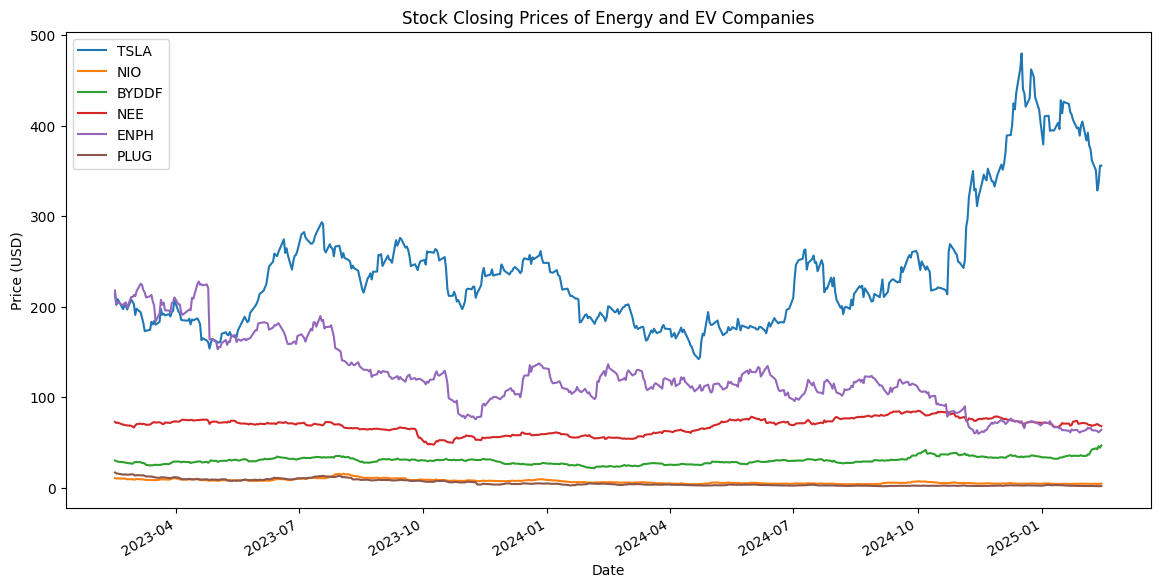 Stock Closing Prices of Energy and EV Companies
500
400
300
200
100
0
Price (USD)
TSLA
NIO
BYDDF
NEE
ENPH
PLUG
2023-04
2023-07
2023-10
2024-01
2024-04
2024-07
2024-10
2025-01
Date